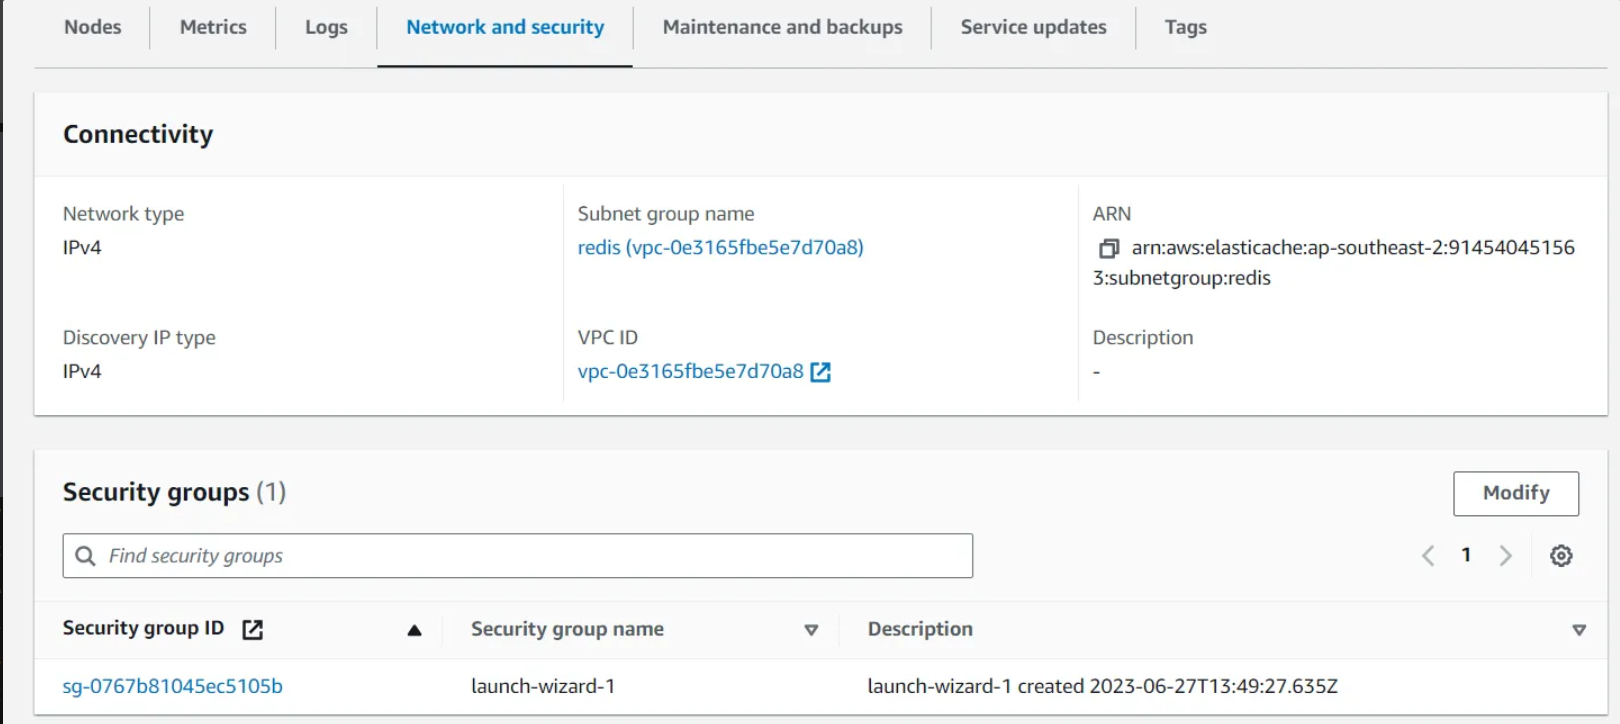 Nodes Metrics Logs Network and security Maintenance and backups Service updates Tags
Connectivity
Network type
IPv4
Discovery IP type
IPv4
Subnet group name
redis (vpc-0e3165fbe5e7d70a8)
VPC ID
vpc-0e3165fbe5e7d70a8
ARN
arn:aws:elasticache:ap-southeast-2:91454045156
3:subnetgroup:redis
Description
-
Security groups (1)
Modify
Find security groups
1
Security group ID Security group name Description
sg-0767b81045ec5105b launch-wizard-1 launch-wizard-1 created 2023-06-27T13:49:27.635Z